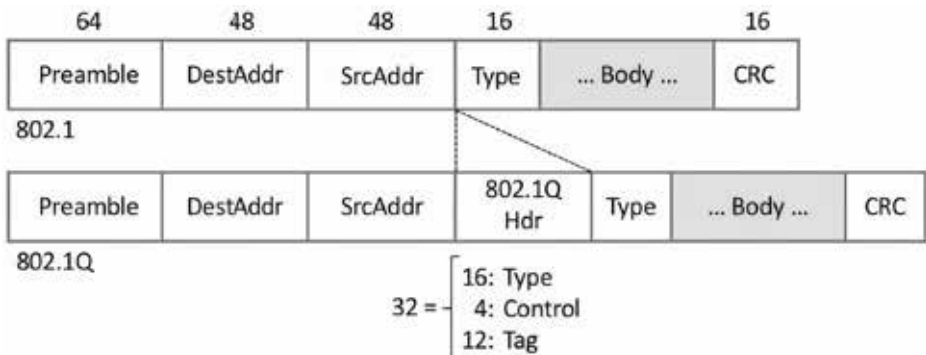 64 48 48 16 16
Preamble DestAddr SrcAddr Type ... Body ... CRC
802.1
Preamble DestAddr SrcAddr 802.1Q Hdr Type ... Body ... CRC
802.1Q
16: Type
32 = 4: Control
12: Tag